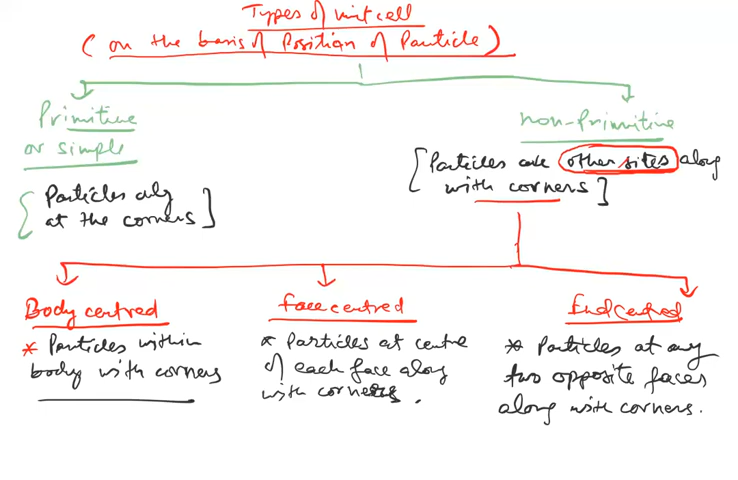 Types of unit cell
(on the basis of Position of Particle)
Primitive
or simple
[Particles only
at the corners]
non-Primitive
[Particles are other sites along
with corners]
Body centred
* Particles within
body with corners
face centred
* Particles at centre
of each face along
with corners.
End centred
* Particles at any
two opposite faces
along with corners.